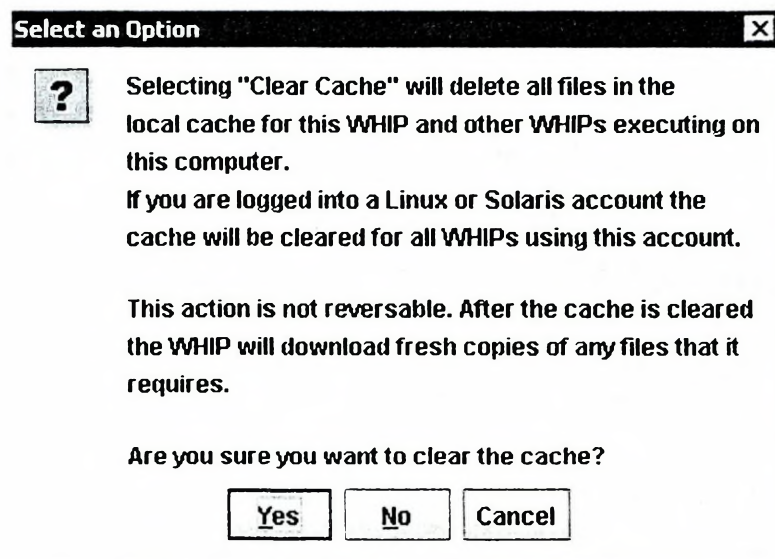 Select an Option
?
Selecting "Clear Cache" will delete all files in the
local cache for this WHIP and other WHIPs executing on
this computer.
If you are logged into a Linux or Solaris account the
cache will be cleared for all WHIPs using this account.
This action is not reversable. After the cache is cleared
the WHIP will download fresh copies of any files that it
requires.
Are you sure you want to clear the cache?
Yes No Cancel